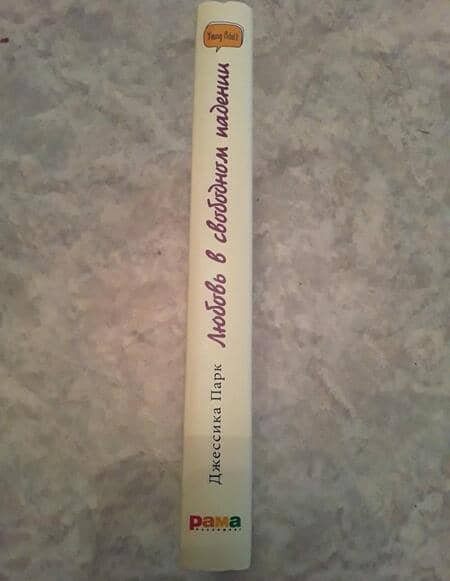 Young Adult
Любовь в свободном падении
Джессика Парк
рама